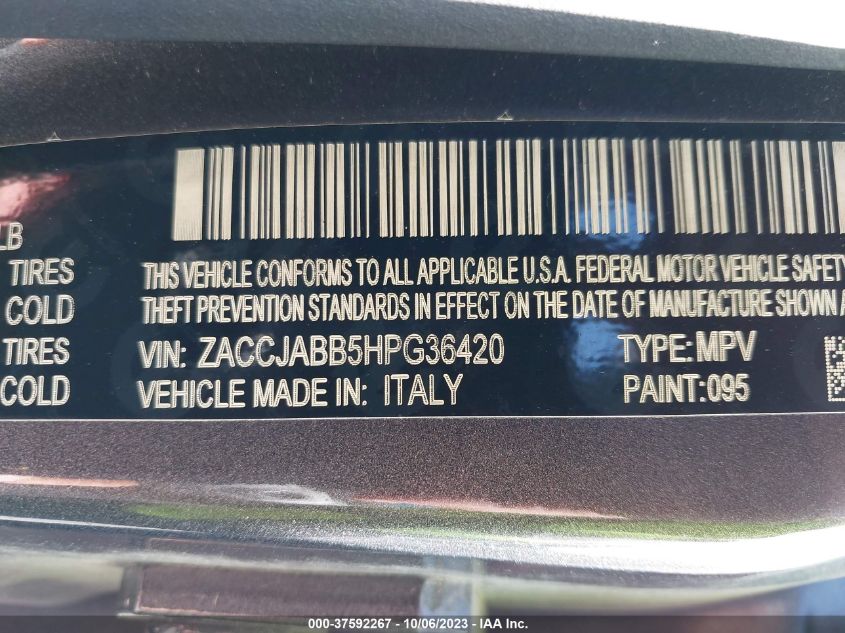 LB
TIRES THIS VEHICLE CONFORMS TO ALL APPLICABLE U.S.A. FEDERAL MOTOR VEHICLE SAFETY
COLD THEFT PREVENTION STANDARDS IN EFFECT ON THE DATE OF MANUFACTURE SHOWN A
TIRES VIN: ZACCJABB5HPG36420 TYPE: MPV
COLD VEHICLE MADE IN: ITALY PAINT: 095
000-37592267 - 10/06/2023 - IAA Inc.